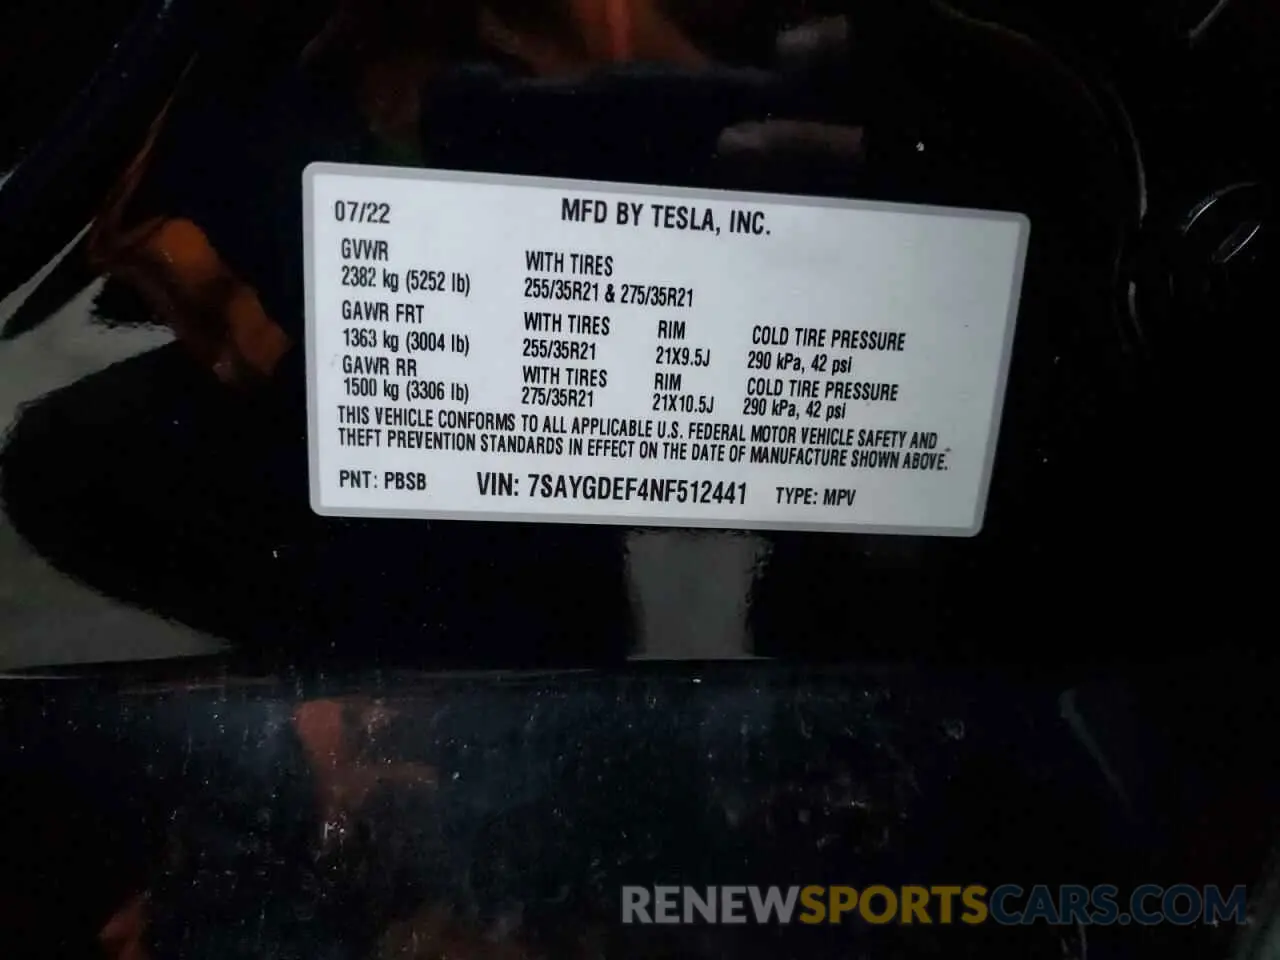 07/22 MFD BY TESLA, INC.
GVWR WITH TIRES
2382 kg (5252 lb) 255/35R21 & 275/35R21
GAWR FRT WITH TIRES RIM COLD TIRE PRESSURE
1363 kg (3004 lb) 255/35R21 21X9.5J 290 kPa, 42 psi
GAWR RR WITH TIRES RIM COLD TIRE PRESSURE
1500 kg (3306 lb) 275/35R21 21X10.5J 290 kPa, 42 psi
THIS VEHICLE CONFORMS TO ALL APPLICABLE U.S. FEDERAL MOTOR VEHICLE SAFETY AND
THEFT PREVENTION STANDARDS IN EFFECT ON THE DATE OF MANUFACTURE SHOWN ABOVE.
PNT: PBSB VIN: 7SAYGDEF4NF512441 TYPE: MPV
RENEWSPORTSCARS.COM